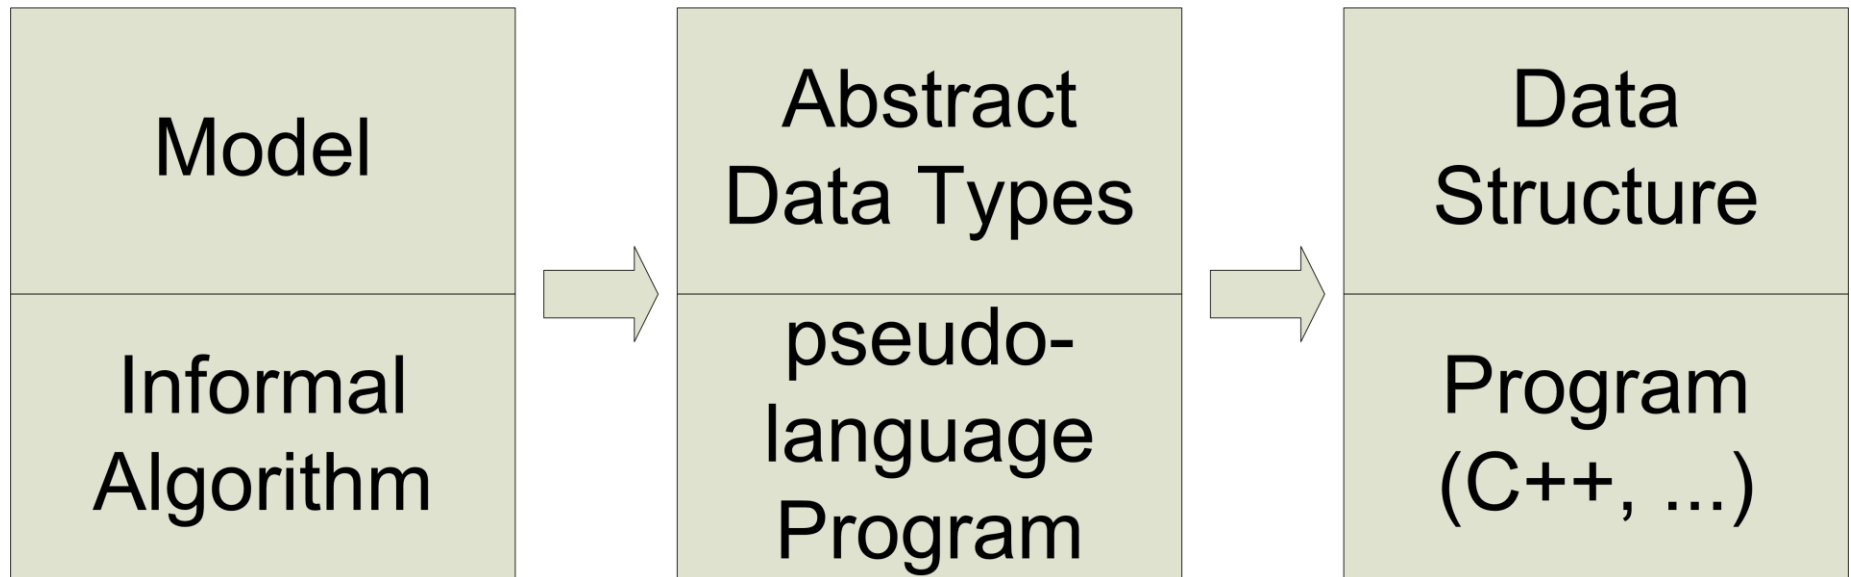 Model
Informal
Algorithm
Abstract
Data Types
pseudo-
language
Program
Data
Structure
Program
(C++, ...)